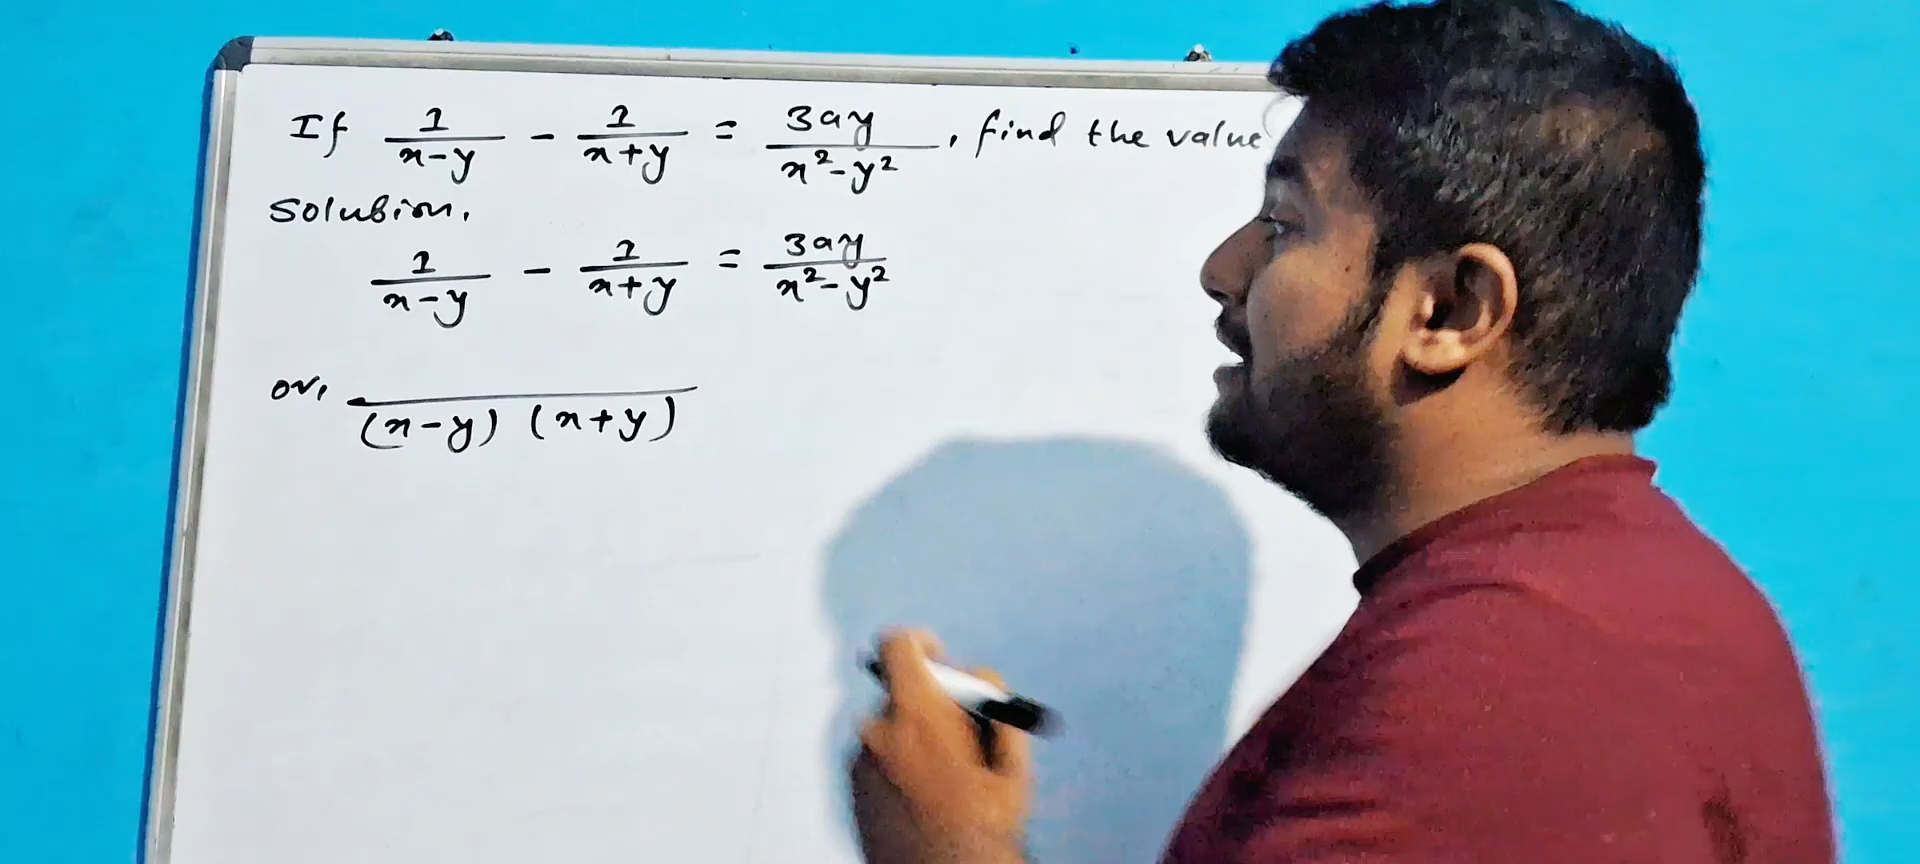 If 1/(x-y) - 1/(x+y) = 3ay/(x²-y²), find the value
Solution.
1/(x-y) - 1/(x+y) = 3ay/(x²-y²)
or, /(x-y) (x+y)